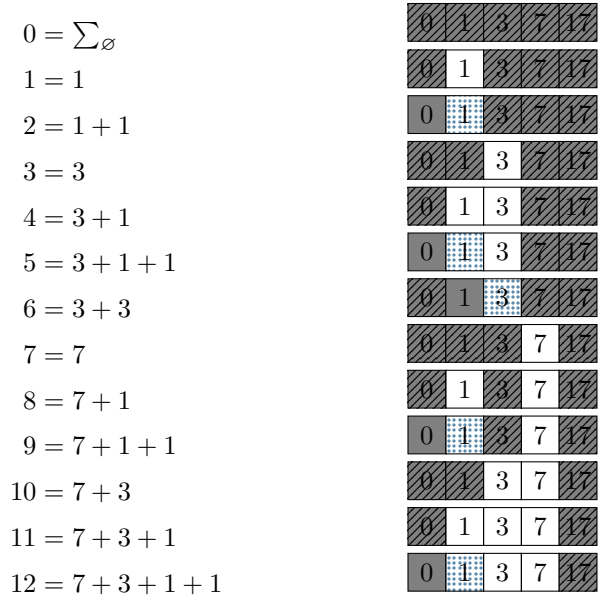 0 = ∑∅ 0 1 3 7 17
1 = 1 0 1 3 7 17
2 = 1 + 1 0 1 3 7 17
3 = 3 0 1 3 7 17
4 = 3 + 1 0 1 3 7 17
5 = 3 + 1 + 1 0 1 3 7 17
6 = 3 + 3 0 1 3 7 17
7 = 7 0 1 3 7 17
8 = 7 + 1 0 1 3 7 17
9 = 7 + 1 + 1 0 1 3 7 17
10 = 7 + 3 0 1 3 7 17
11 = 7 + 3 + 1 0 1 3 7 17
12 = 7 + 3 + 1 + 1 0 1 3 7 17